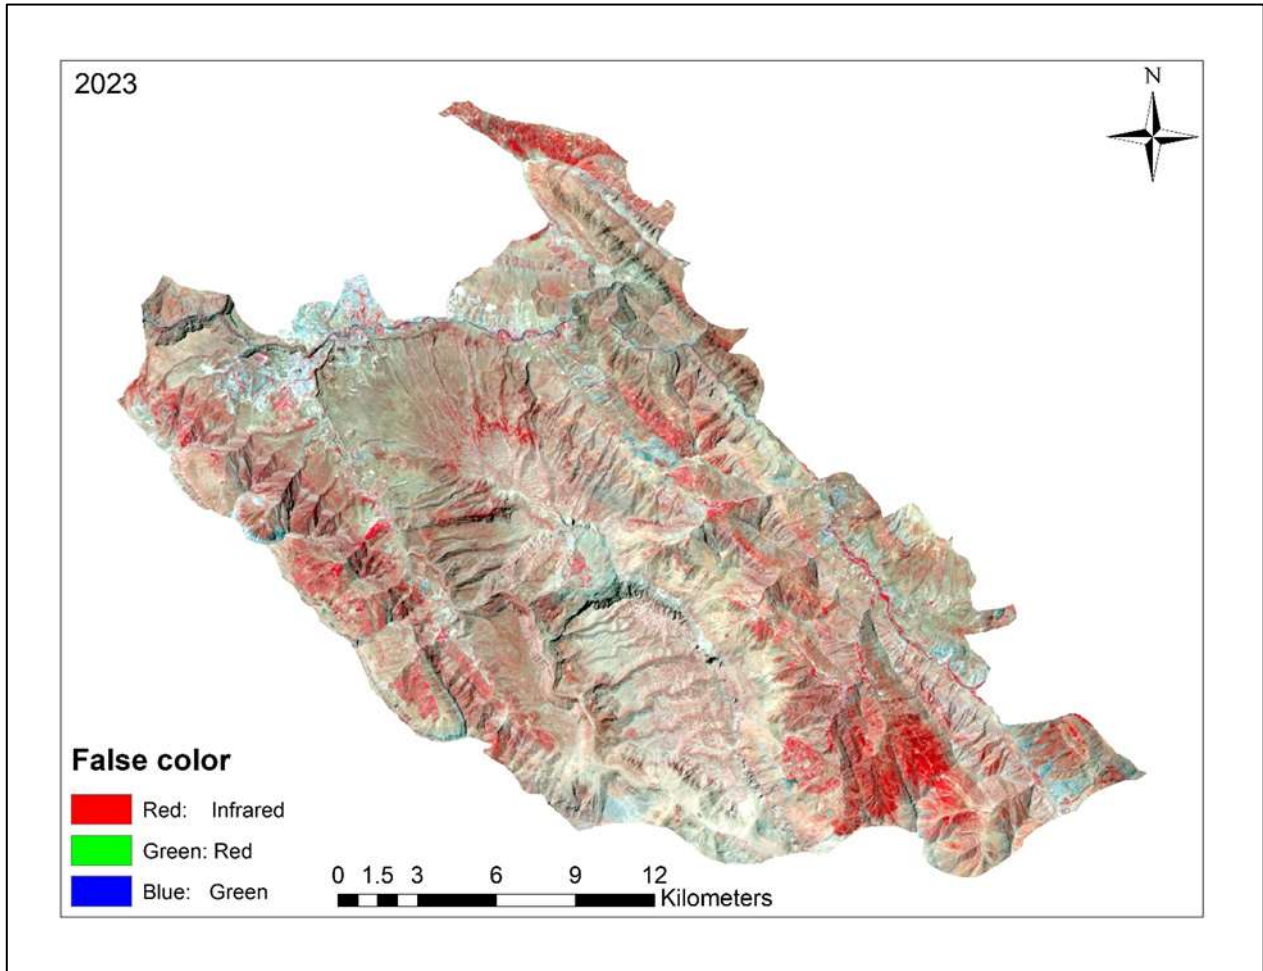 2023
N
False color
Red: Infrared
Green: Red
Blue: Green
0 1.5 3 6 9 12
Kilometers